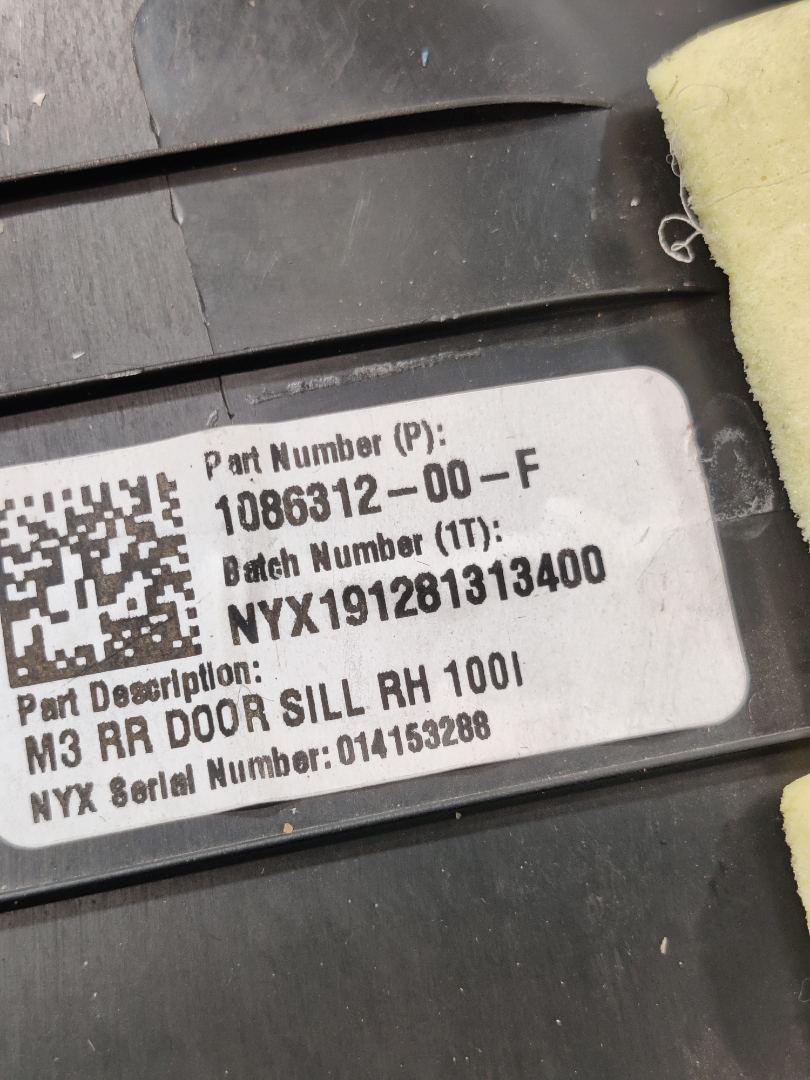 Part Number (P):
1086312-00-F
Batch Number (1T):
NYX191281313400
Part Description:
M3 RR DOOR SILL RH 100I
NYX Serial Number: 014153288